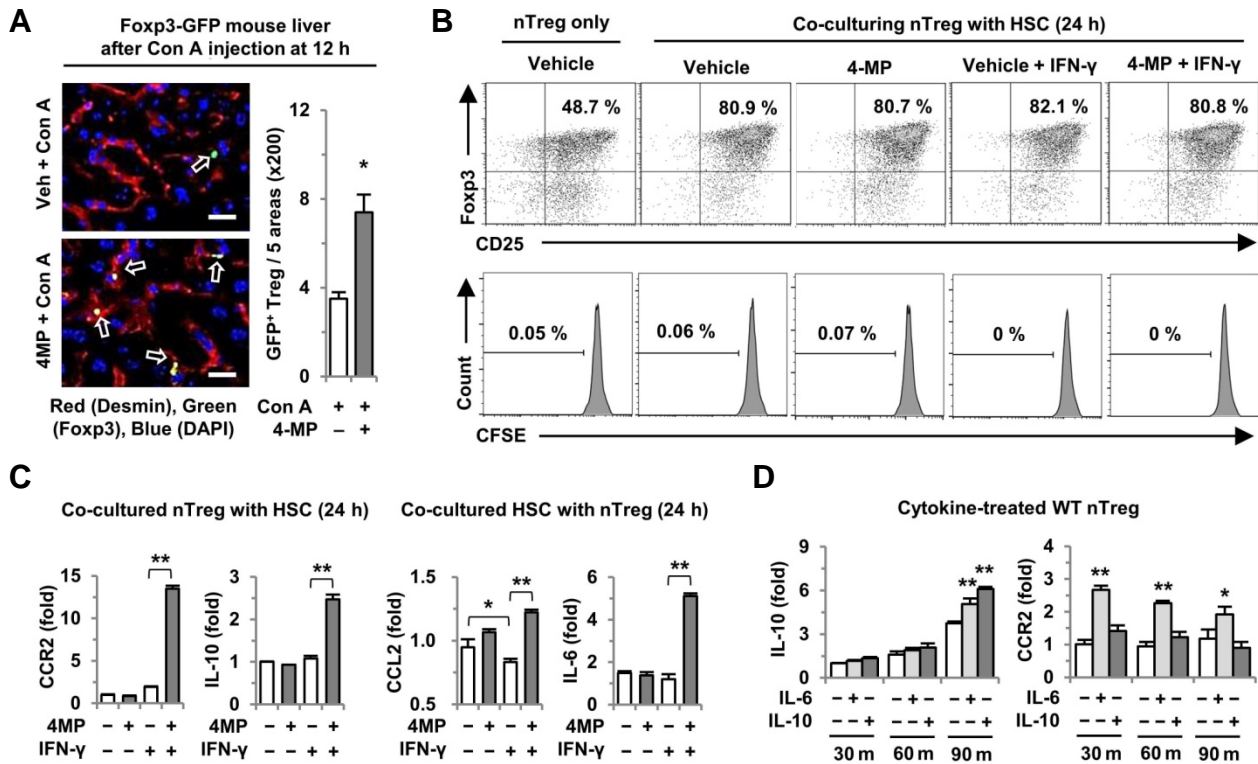 A
Foxp3-GFP mouse liver
after Con A injection at 12 h
Veh + Con A
4MP + Con A
GFP⁺ Treg / 5 areas (x200)
12
8
4
0
*
Red (Desmin), Green
(Foxp3), Blue (DAPI)
Con A + +
4-MP – +
B
nTreg only
Co-culturing nTreg with HSC (24 h)
Vehicle Vehicle 4-MP Vehicle + IFN-γ 4-MP + IFN-γ
48.7 % 80.9 % 80.7% 82.1 % 80.8 %
Foxp3
CD25
0.05 % 0.06 % 0.07 % 0 % 0 %
Count
CFSE
C
Co-cultured nTreg with HSC (24 h)
Co-cultured HSC with nTreg (24 h)
CCR2 (fold)
15
10
5
0
**
IL-10 (fold)
3
2
1
0
**
CCL2 (fold)
1.5
1.0
0.5
*
**
IL-6 (fold)
6
4
2
0
**
4MP – + – + – + – +
IFN-γ – – + + – – + +
4MP – + – + – + – +
IFN-γ – – + + – – + +
D
Cytokine-treated WT nTreg
IL-10 (fold)
9
6
3
0
**
**
CCR2 (fold)
4
3
2
1
0
**
**
*
IL-6 – + – – + – – + –
IL-10 – – + – – + – – +
30 m 60 m 90 m
IL-6 – + – – + – – + –
IL-10 – – + – – + – – +
30 m 60 m 90 m